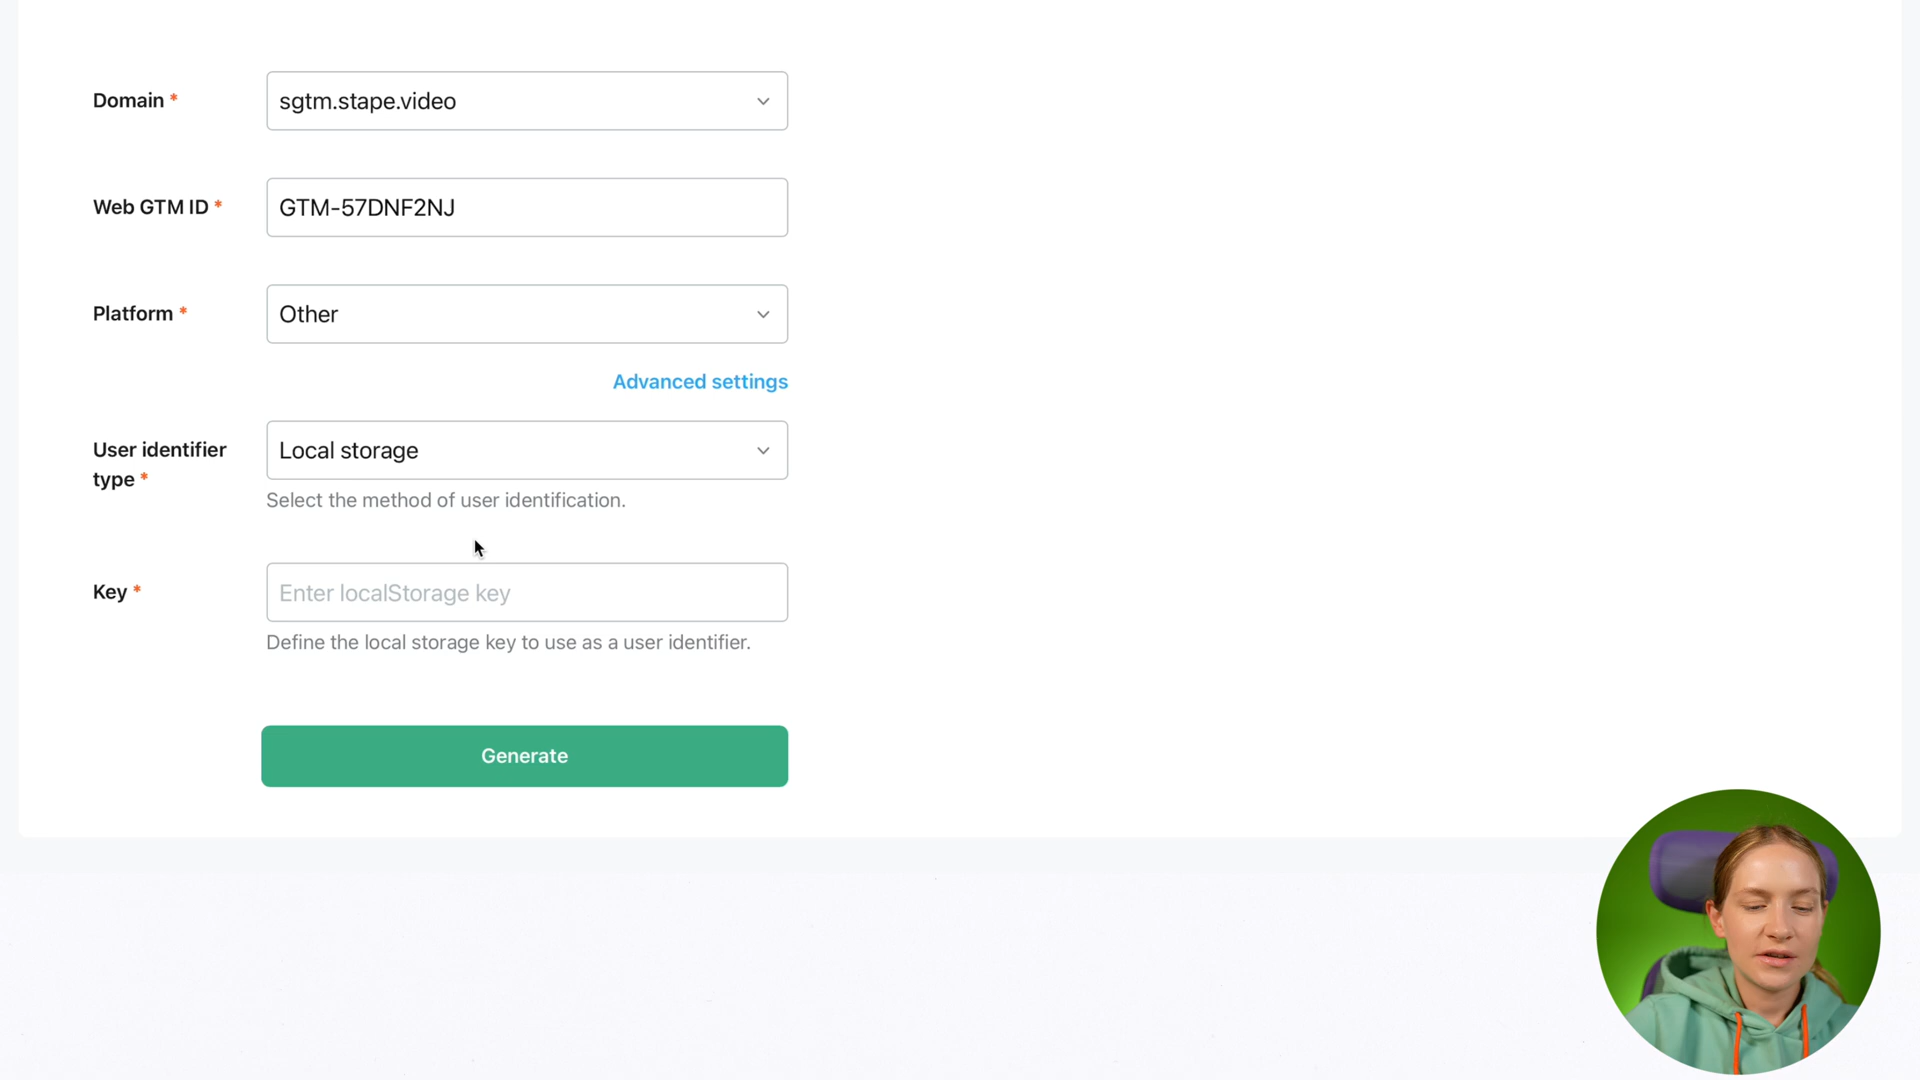 Domain *
sgtm.stape.video
Web GTM ID *
GTM-57DNF2NJ
Platform *
Other
Advanced settings
User identifier
type *
Local storage
Select the method of user identification.
Key *
Enter localStorage key
Define the local storage key to use as a user identifier.
Generate